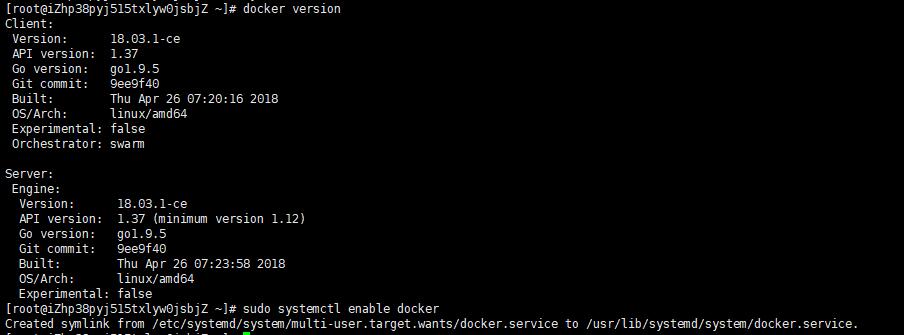 [root@iZhp38pyj515txlyw0jsbjZ ~]# docker version
Client:
 Version:      18.03.1-ce
 API version:  1.37
 Go version:   go1.9.5
 Git commit:   9ee9f40
 Built:        Thu Apr 26 07:20:16 2018
 OS/Arch:      linux/amd64
 Experimental: false
 Orchestrator: swarm

Server:
 Engine:
  Version:      18.03.1-ce
  API version:  1.37 (minimum version 1.12)
  Go version:   go1.9.5
  Git commit:   9ee9f40
  Built:        Thu Apr 26 07:23:58 2018
  OS/Arch:      linux/amd64
  Experimental: false
[root@iZhp38pyj515txlyw0jsbjZ ~]# sudo systemctl enable docker
Created symlink from /etc/systemd/system/multi-user.target.wants/docker.service to /usr/lib/systemd/system/docker.service.